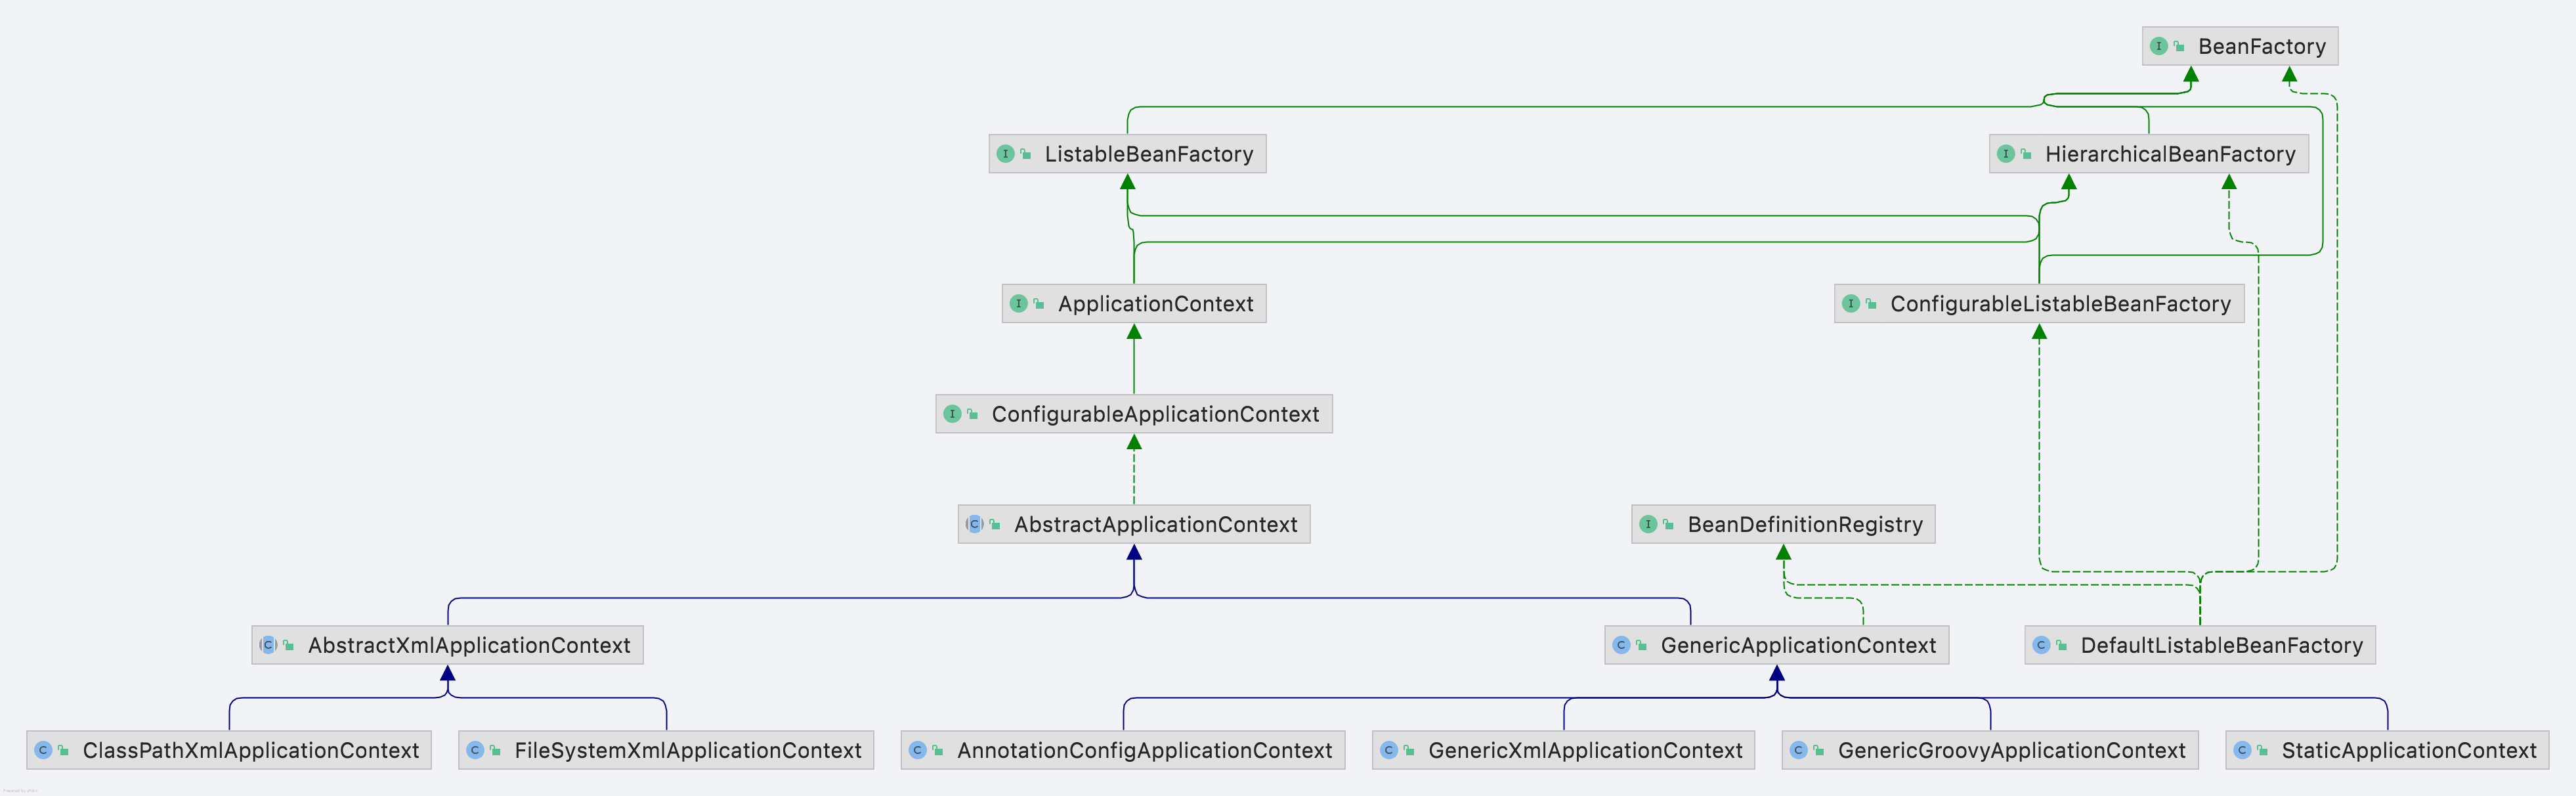 BeanFactory
ListableBeanFactory
HierarchicalBeanFactory
ApplicationContext
ConfigurableListableBeanFactory
ConfigurableApplicationContext
AbstractApplicationContext
BeanDefinitionRegistry
AbstractXmlApplicationContext
GenericApplicationContext
DefaultListableBeanFactory
ClassPathXmlApplicationContext
FileSystemXmlApplicationContext
AnnotationConfigApplicationContext
GenericXmlApplicationContext
GenericGroovyApplicationContext
StaticApplicationContext